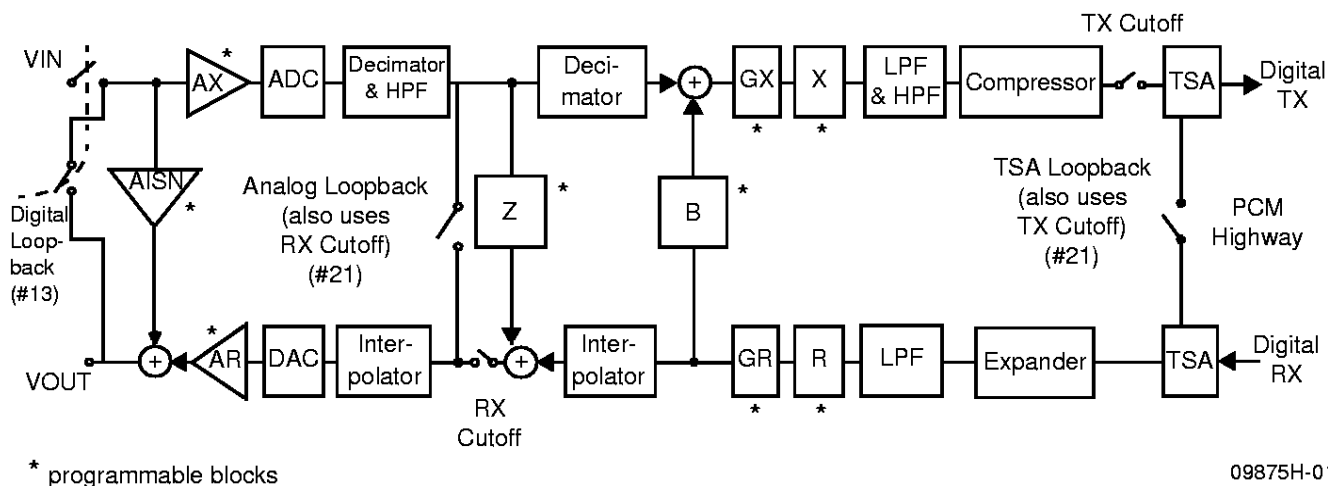 TX Cutoff
VIN
*
AX
ADC
Decimator
& HPF
Deci-
mator
+
GX
*
X
*
LPF
& HPF
Compressor
TSA
Digital
TX
AISN
*
Digital
Loop-
back
(#13)
Analog Loopback
(also uses
RX Cutoff)
(#21)
Z
*
B
*
TSA Loopback
(also uses
TX Cutoff)
(#21)
PCM
Highway
VOUT
+
*
AR
DAC
Inter-
polator
RX
Cutoff
+
Inter-
polator
GR
*
R
*
LPF
Expander
TSA
Digital
RX
* programmable blocks